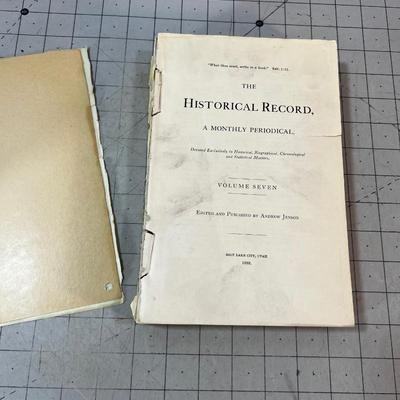 "What thou seest, write in a book." Rev. 1:11.
THE
HISTORICAL RECORD,
A MONTHLY PERIODICAL,
Devoted Exclusively to Historical, Biographical, Chronological
and Statistical Matters.
VOLUME SEVEN
EDITED AND PUBLISHED BY ANDREW JENSON
SALT LAKE CITY, UTAH
1888.